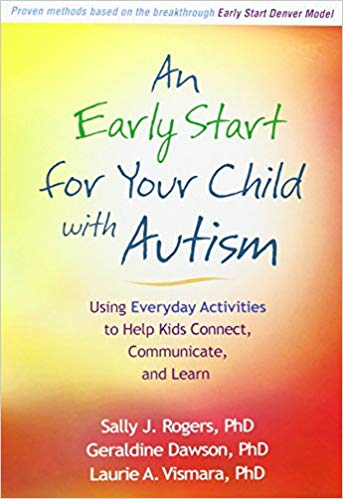 Proven methods based on the breakthrough Early Start Denver Model
An
Early Start
for Your Child
with Autism
Using Everyday Activities
to Help Kids Connect,
Communicate,
and Learn
Sally J. Rogers, PhD
Geraldine Dawson, PhD
Laurie A. Vismara, PhD